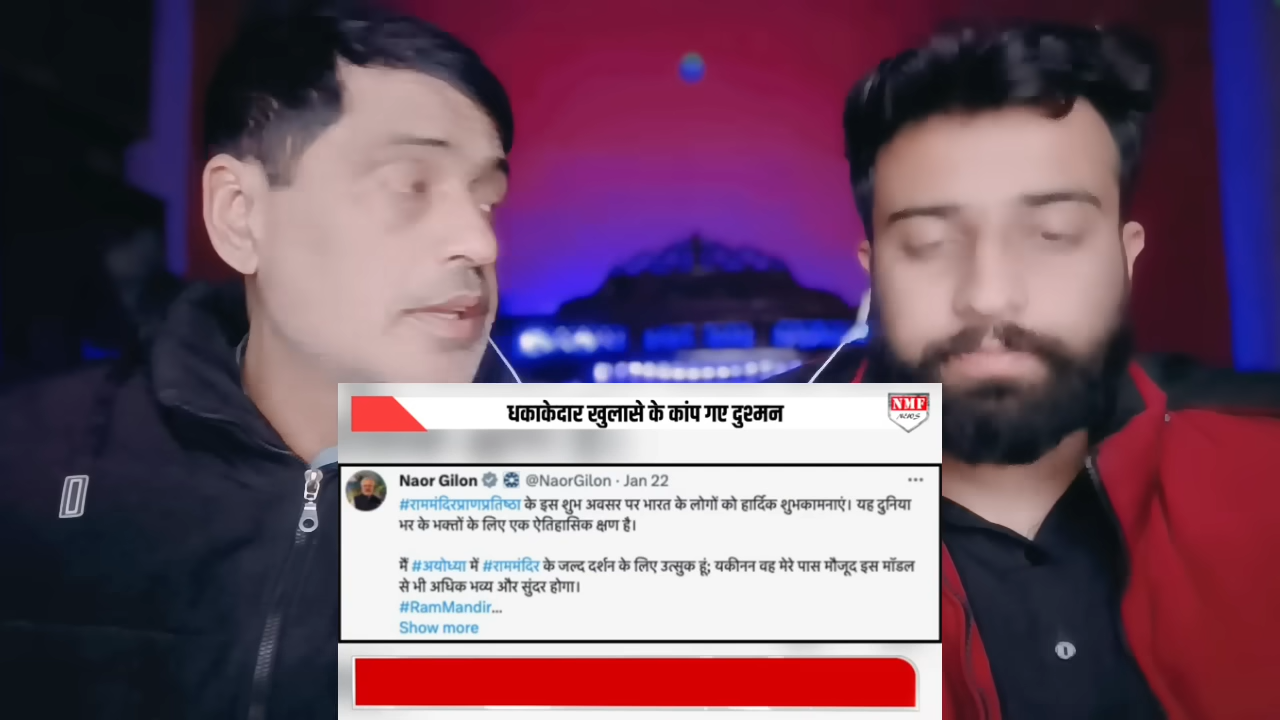 धकाकेदार खुलासे के कांप गए दुश्मन
NMF
NEWS
Naor Gilon @NaorGilon · Jan 22
#राममंदिरप्राणप्रतिष्ठा के इस शुभ अवसर पर भारत के लोगों को हार्दिक शुभकामनाएं। यह दुनिया
भर के भक्तों के लिए एक ऐतिहासिक क्षण है।
मैं #अयोध्या में #राममंदिर के जल्द दर्शन के लिए उत्सुक हूं; यकीनन वह मेरे पास मौजूद इस मॉडल
से भी अधिक भव्य और सुंदर होगा।
#RamMandir...
Show more